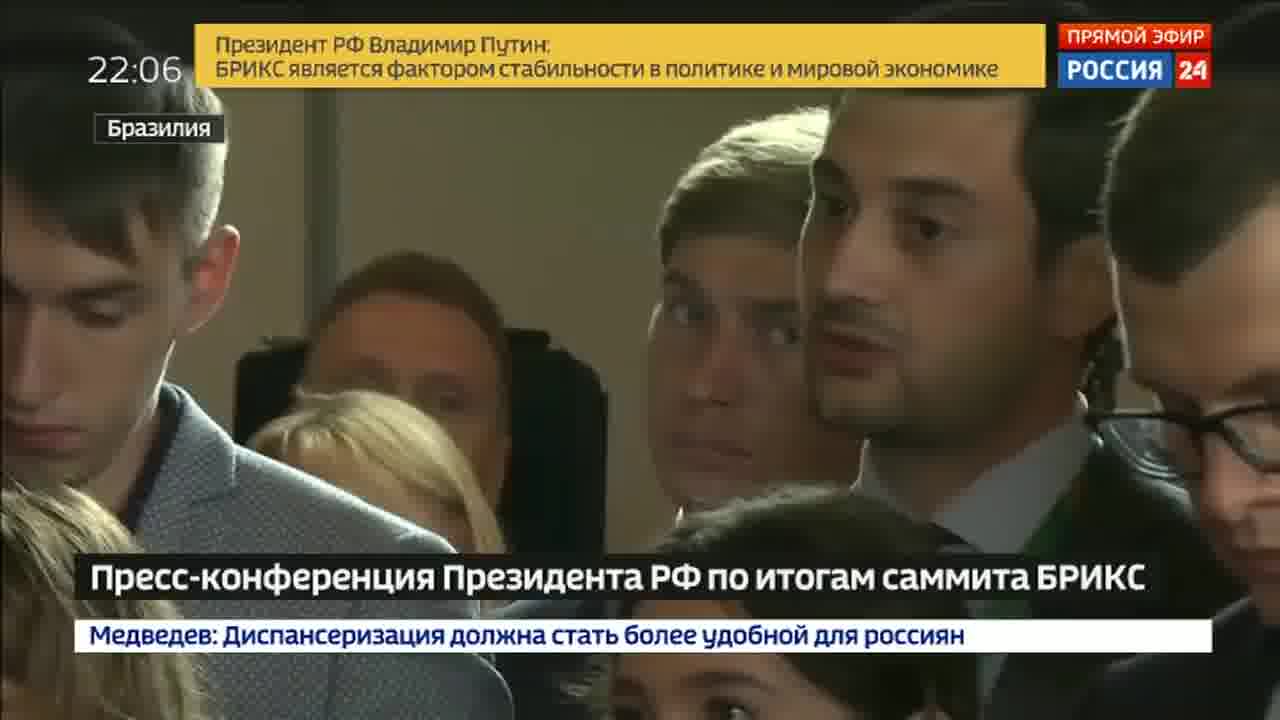 22:06
Президент РФ Владимир Путин:
БРИКС является фактором стабильности в политике и мировой экономике
ПРЯМОЙ ЭФИР
РОССИЯ 24
Бразилия
Пресс-конференция Президента РФ по итогам саммита БРИКС
Медведев: Диспансеризация должна стать более удобной для россиян